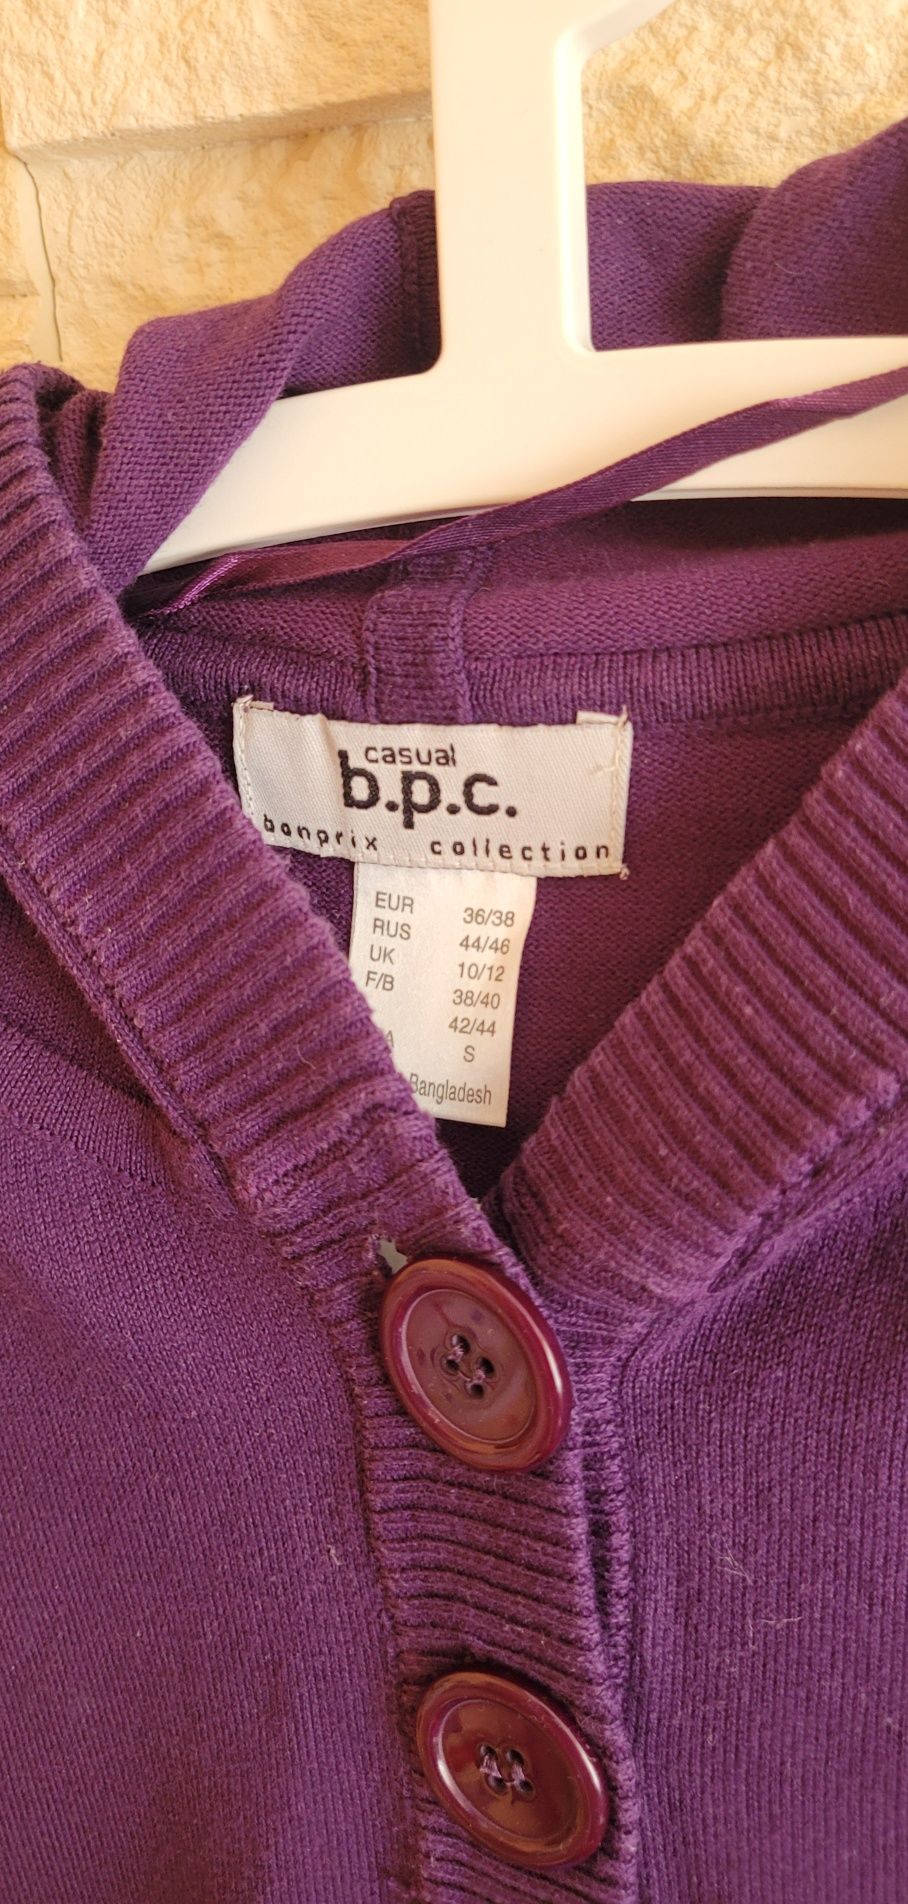 casual
b.p.c.
bonprix collection
EUR 36/38
RUS 44/46
UK 10/12
F/B 38/40
42/44
A S
Bangladesh